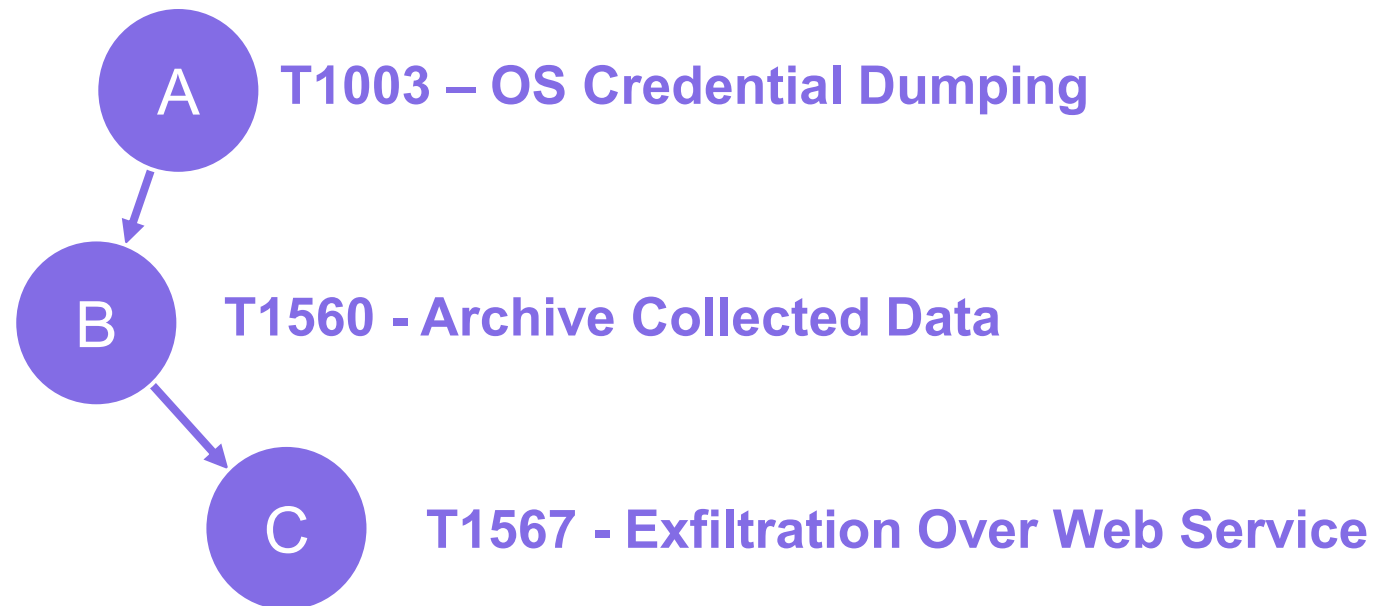 A
T1003 – OS Credential Dumping
B
T1560 - Archive Collected Data
C
T1567 - Exfiltration Over Web Service